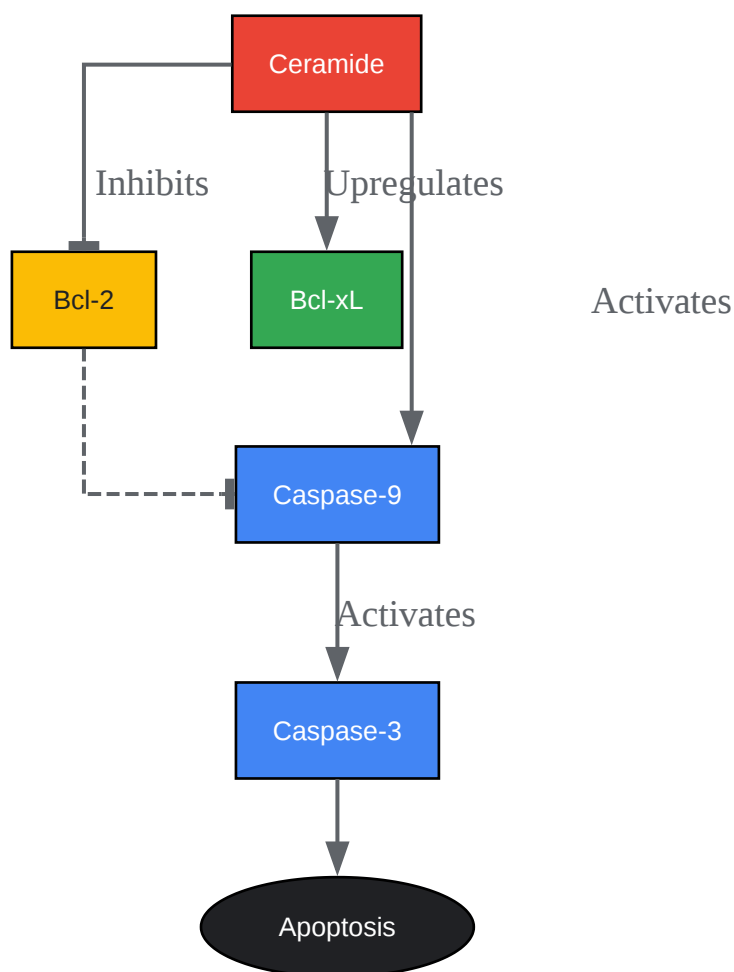 Ceramide
Inhibits
Upregulates
Bcl-2
Bcl-xL
Activates
Caspase-9
Activates
Caspase-3
Apoptosis